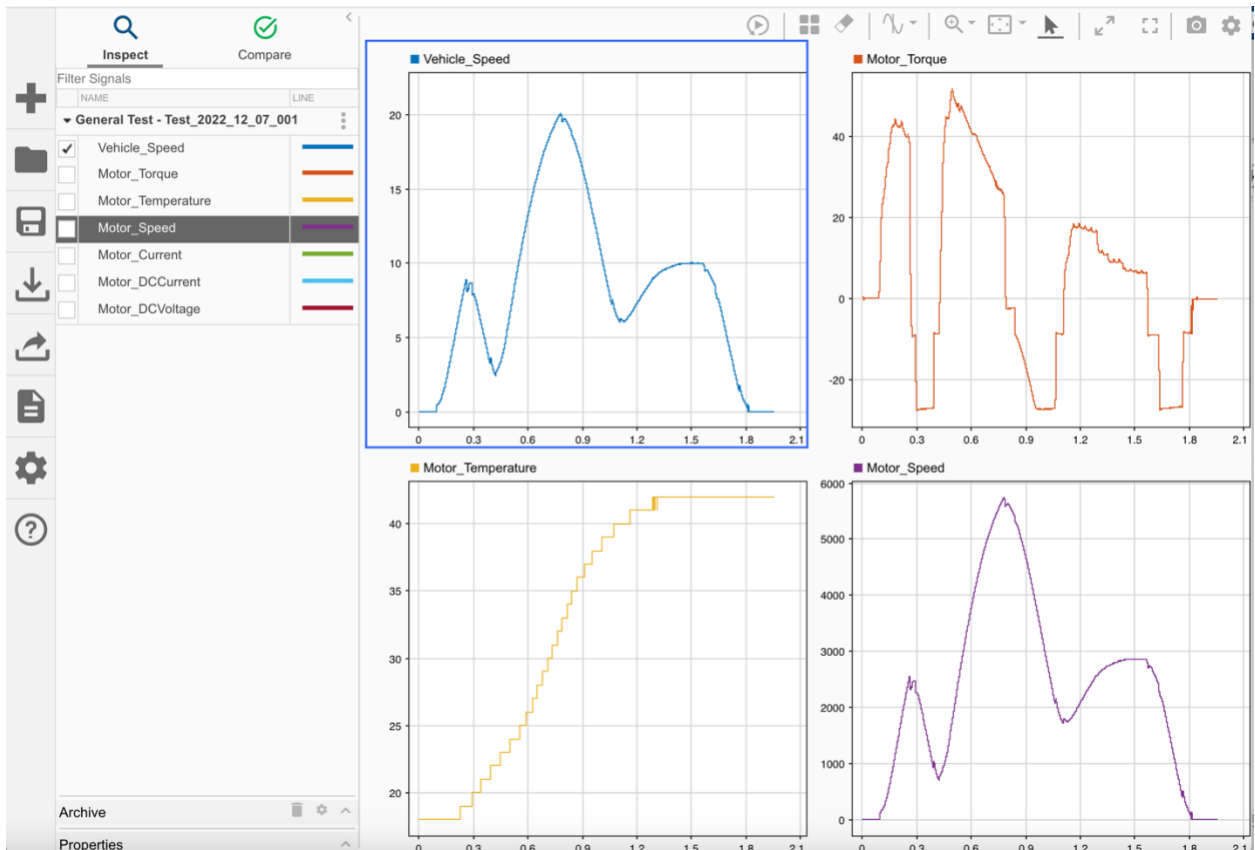 Inspect
Compare
Filter Signals
NAME LINE
General Test - Test_2022_12_07_001
Vehicle_Speed
Motor_Torque
Motor_Temperature
Motor_Speed
Motor_Current
Motor_DCCurrent
Motor_DCVoltage
Archive
Properties
Vehicle_Speed
20
15
10
5
0
0 0.3 0.6 0.9 1.2 1.5 1.8 2.1
Motor_Torque
40
20
0
-20
0 0.3 0.6 0.9 1.2 1.5 1.8 2.1
Motor_Temperature
40
35
30
25
20
0 0.3 0.6 0.9 1.2 1.5 1.8 2.1
Motor_Speed
6000
5000
4000
3000
2000
1000
0
0 0.3 0.6 0.9 1.2 1.5 1.8 2.1